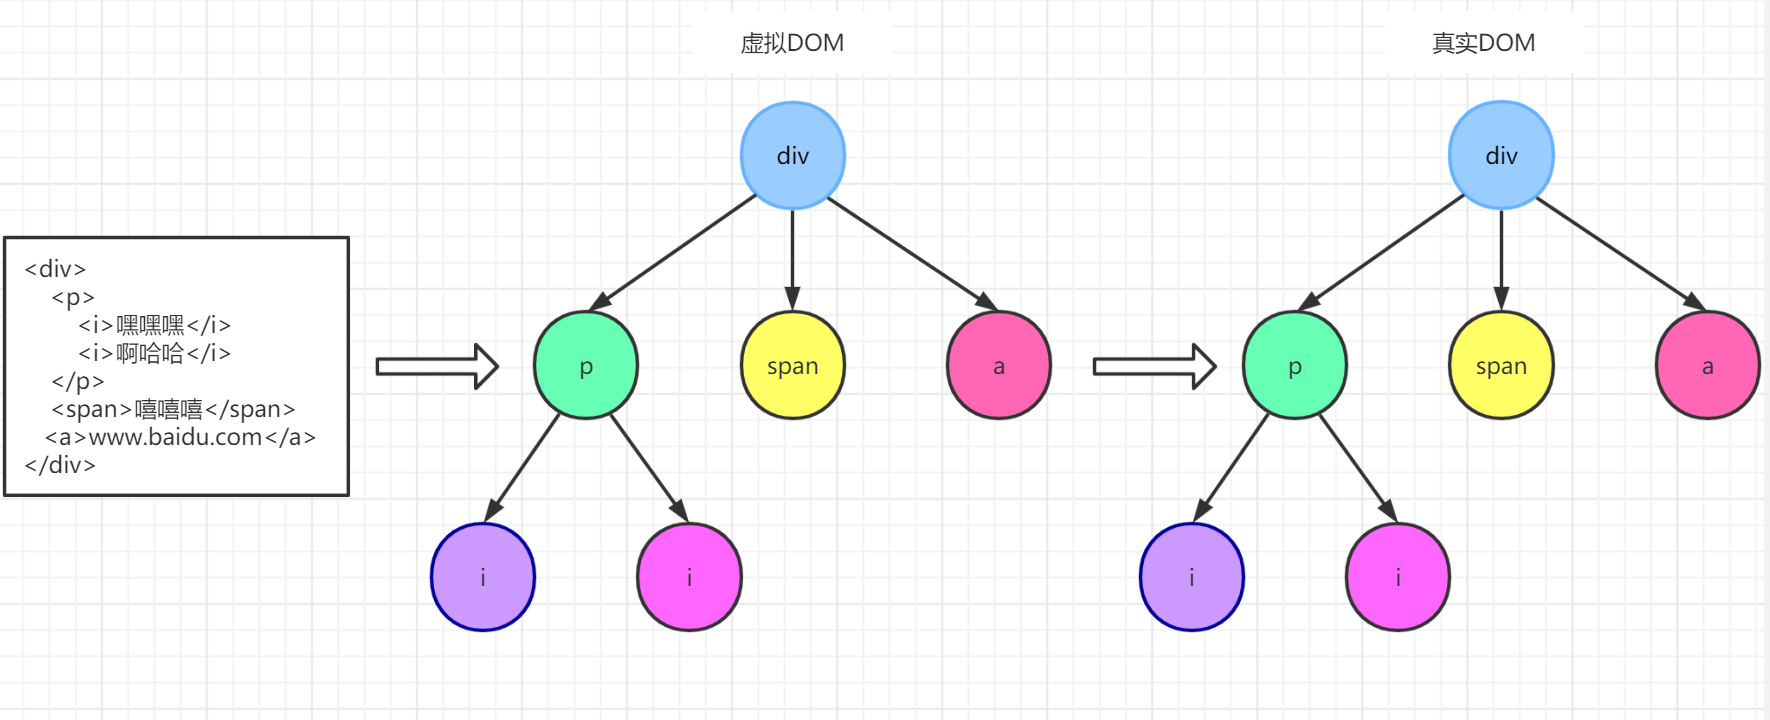 虚拟DOM
真实DOM
<div>
<p>
<i>嘿嘿嘿</i>
<i>啊哈哈</i>
</p>
<span>嘻嘻嘻</span>
<a>www.baidu.com</a>
</div>
div
p
span
a
i
i
div
p
span
a
i
i